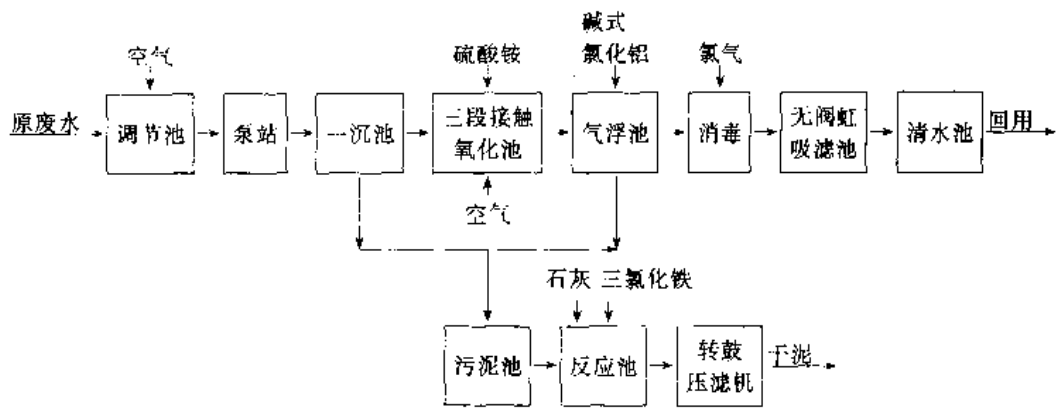 碱式
空气
硫酸铵
氯化铝
氯气
原废水
调节池
泵站
一沉池
三段接触
氧化池
气浮池
消毒
无阀虹
吸滤池
清水池
回用
空气
石灰 三氯化铁
污泥池
反应池
转鼓
压滤机
干泥